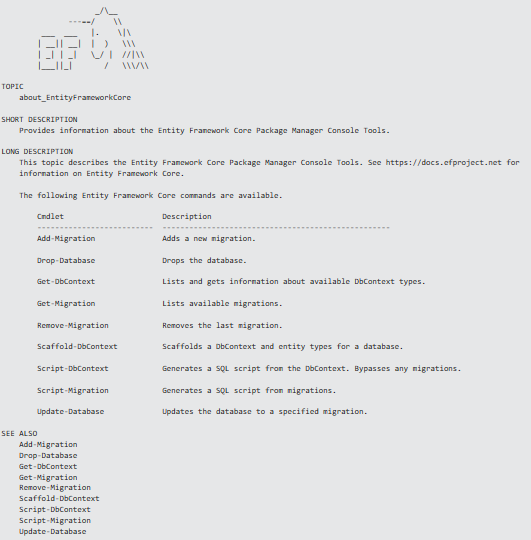 _/\__
               ---==/    \\
         ___  ___   |.    \|\
        | __|| __|  |  )   \\\
        | _| | _|   \_/ |  //|\\
        |___||_|       /   \\\/\\

TOPIC
    about_EntityFrameworkCore

SHORT DESCRIPTION
    Provides information about the Entity Framework Core Package Manager Console Tools.

LONG DESCRIPTION
    This topic describes the Entity Framework Core Package Manager Console Tools. See https://docs.efproject.net for
    information on Entity Framework Core.

    The following Entity Framework Core commands are available.

        Cmdlet                      Description
        --------------------------  ---------------------------------------------------
        Add-Migration               Adds a new migration.

        Drop-Database               Drops the database.

        Get-DbContext               Lists and gets information about available DbContext types.

        Get-Migration               Lists available migrations.

        Remove-Migration            Removes the last migration.

        Scaffold-DbContext          Scaffolds a DbContext and entity types for a database.

        Script-DbContext            Generates a SQL script from the DbContext. Bypasses any migrations.

        Script-Migration            Generates a SQL script from migrations.

        Update-Database             Updates the database to a specified migration.

SEE ALSO
    Add-Migration
    Drop-Database
    Get-DbContext
    Get-Migration
    Remove-Migration
    Scaffold-DbContext
    Script-DbContext
    Script-Migration
    Update-Database